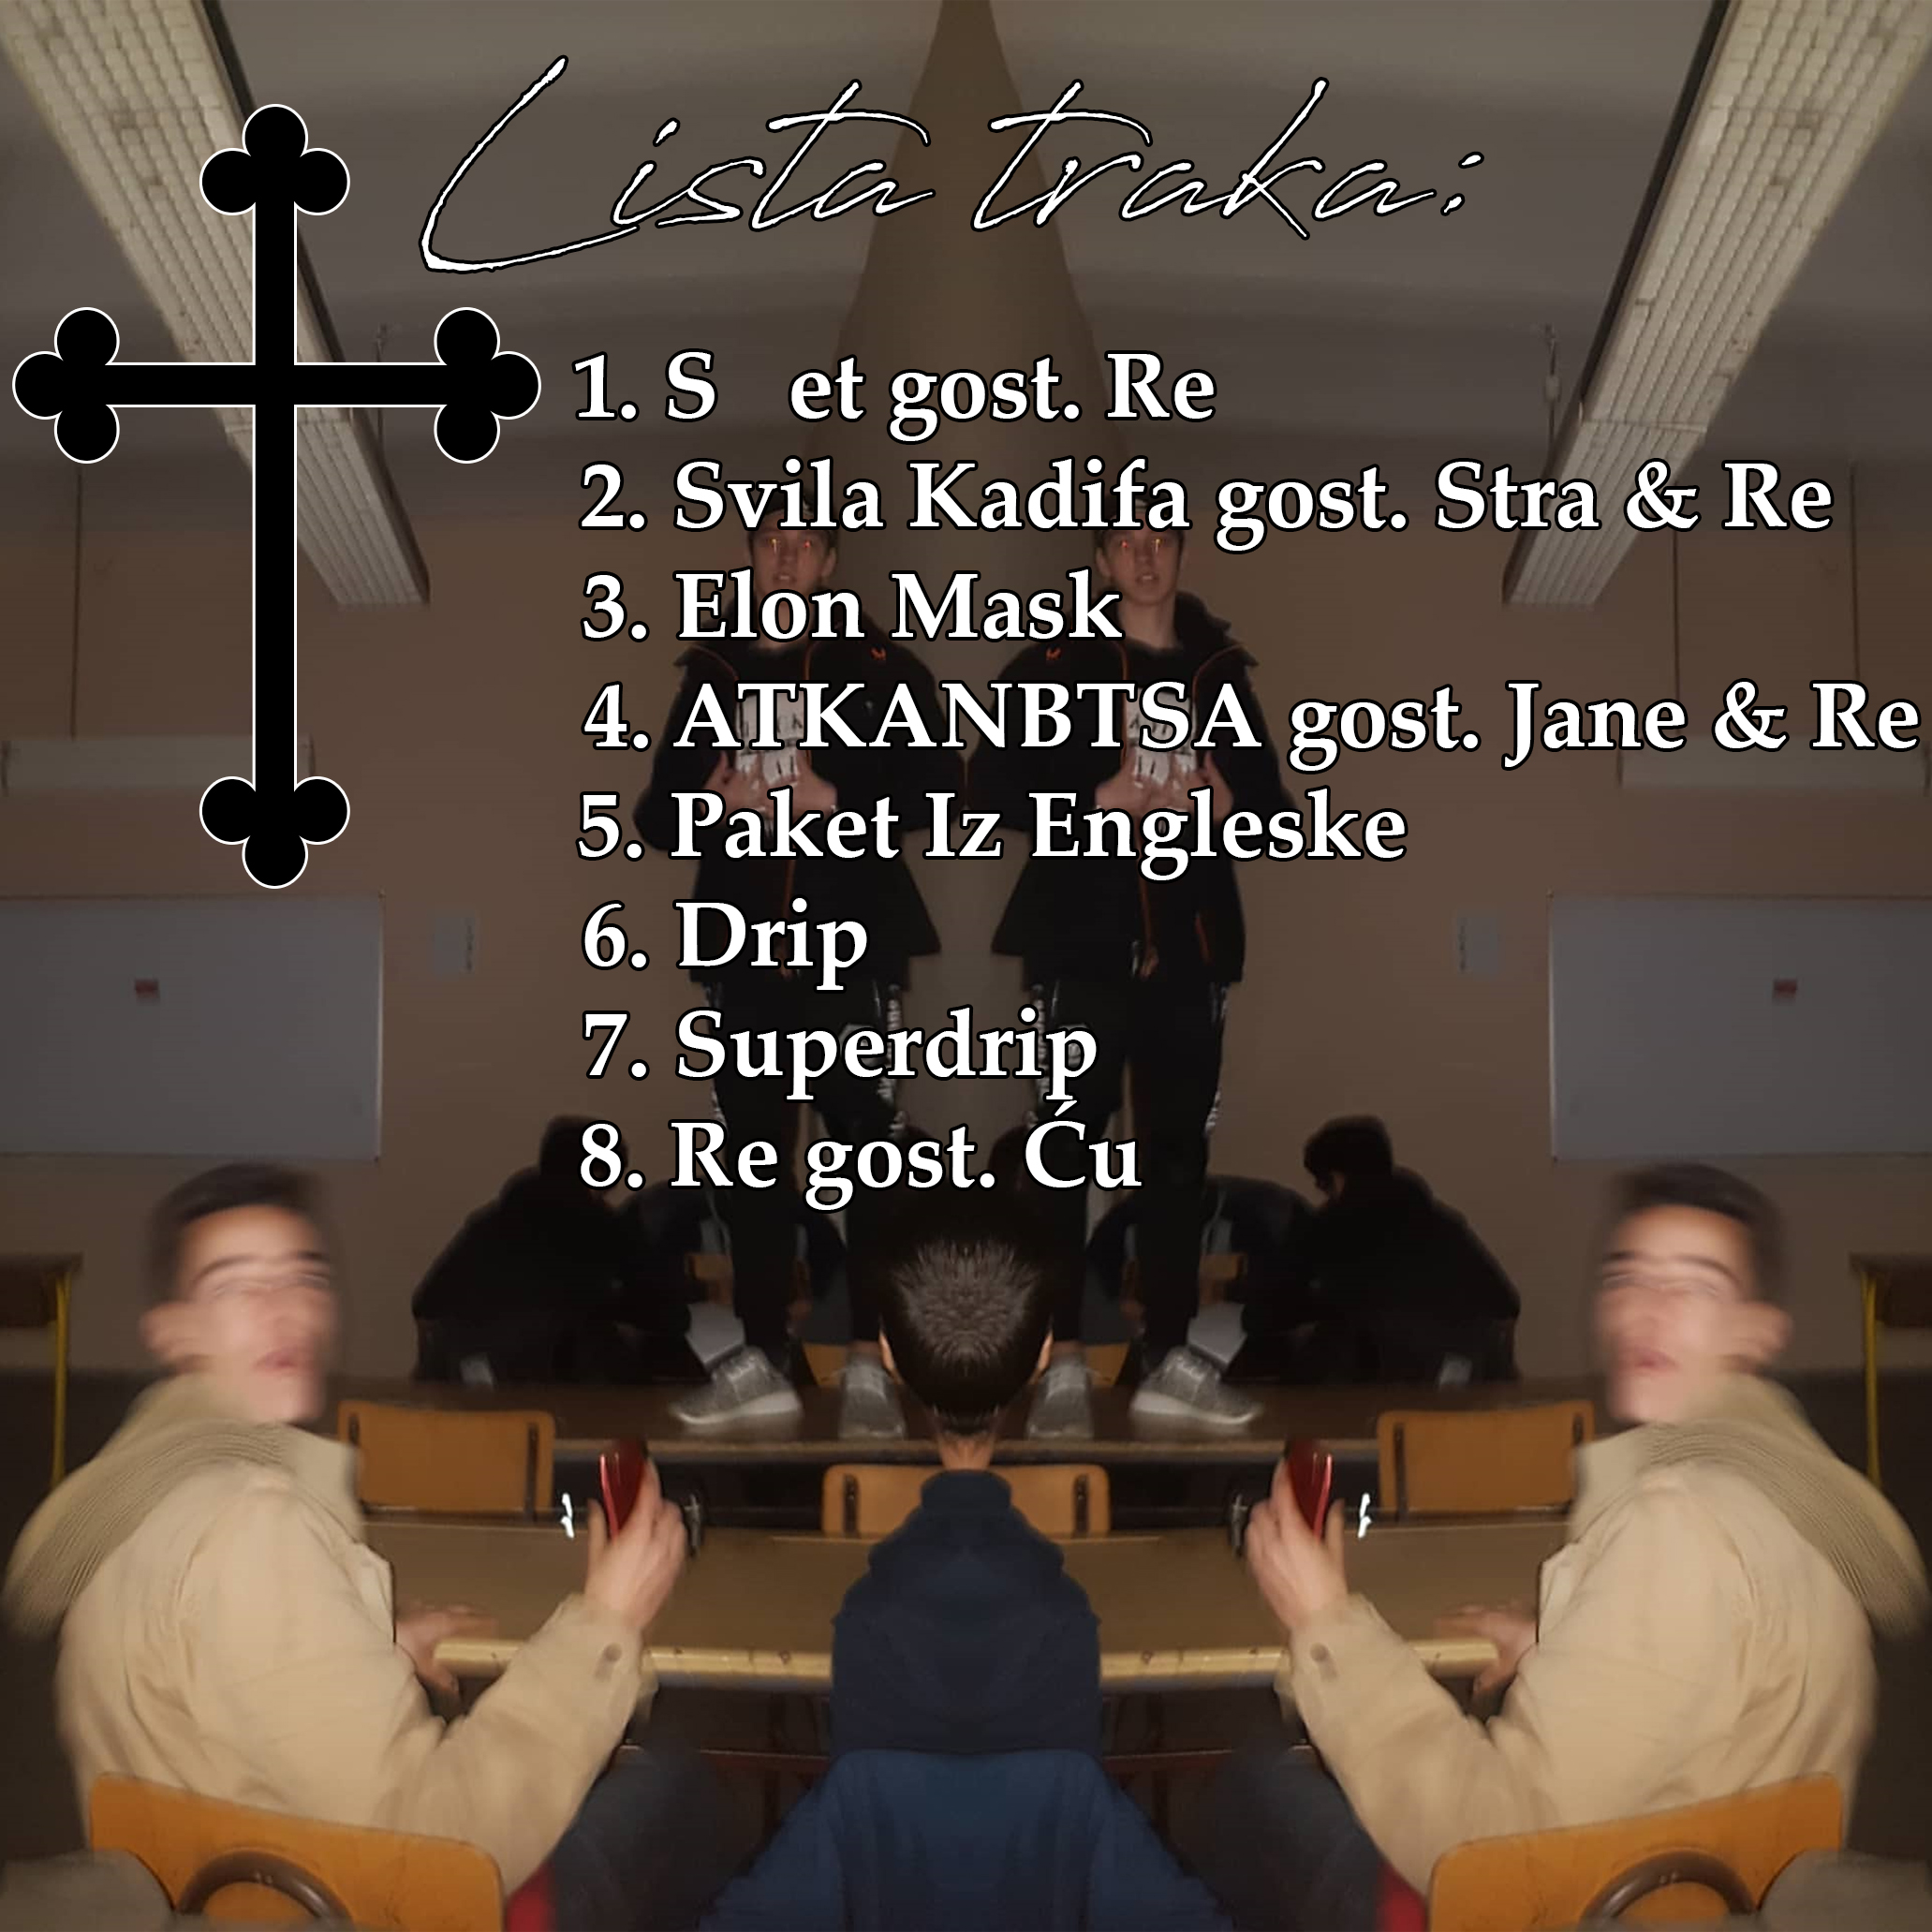 Lista traka:
1. S   et gost. Re
2. Svila Kadifa gost. Stra & Re
3. Elon Mask
4. ATKANBTSA gost. Jane & Re
5. Paket Iz Engleske
6. Drip
7. Superdrip
8. Re gost. Ću